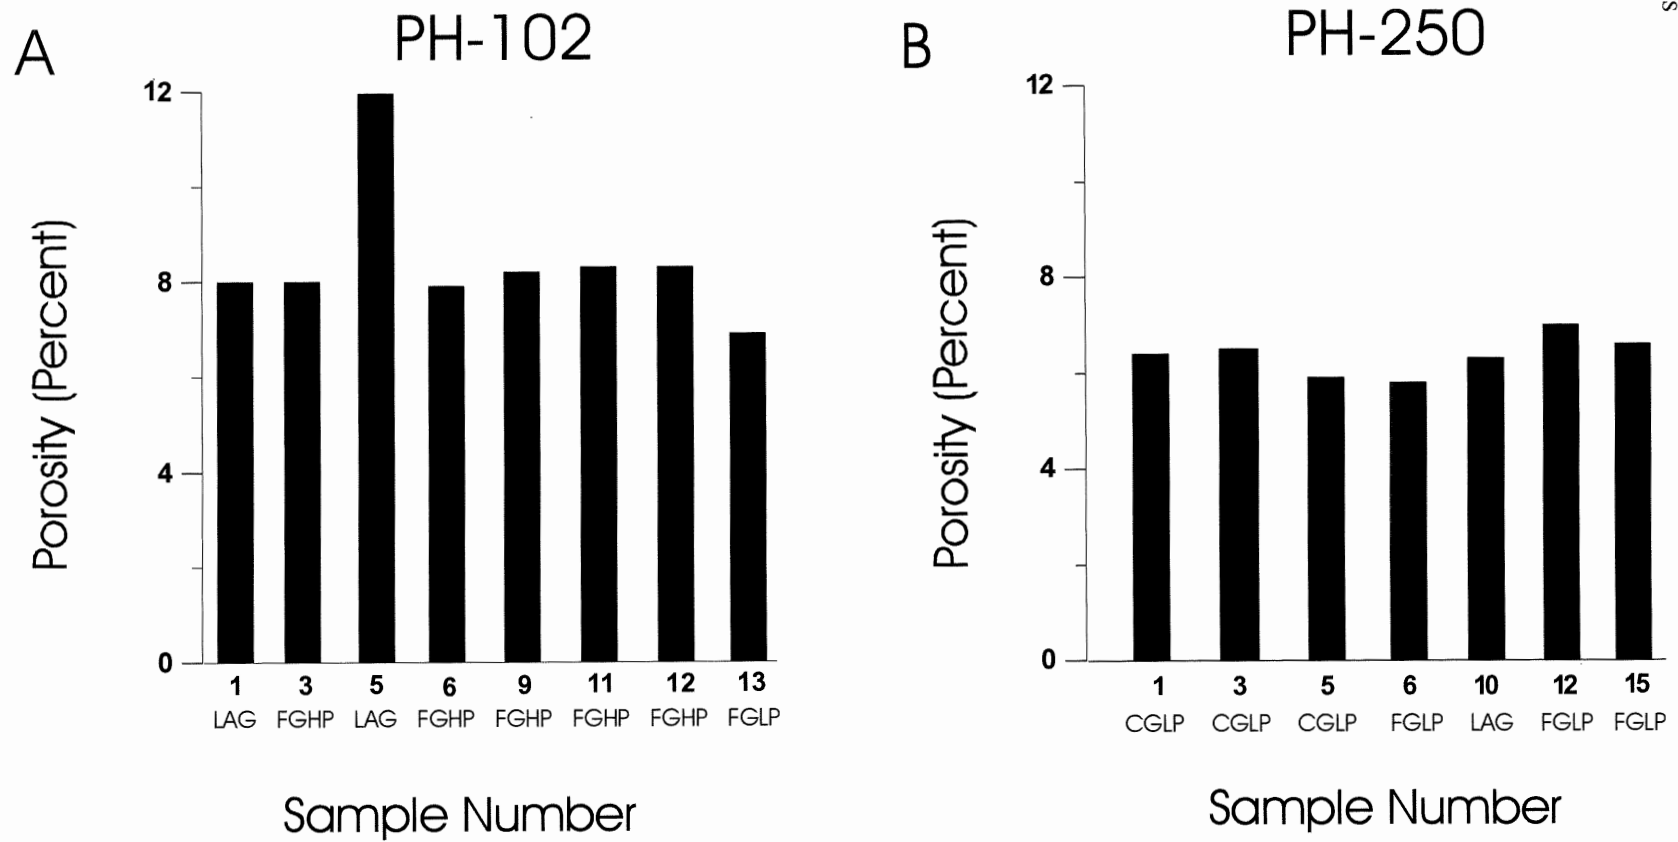 A
PH-102
12
8
4
0
Porosity (Percent)
1 3 5 6 9 11 12 13
LAG FGHP LAG FGHP FGHP FGHP FGHP FGLP
Sample Number
B
PH-250
s
12
8
4
0
Porosity (Percent)
1 3 5 6 10 12 15
CGLP CGLP CGLP FGLP LAG FGLP FGLP
Sample Number